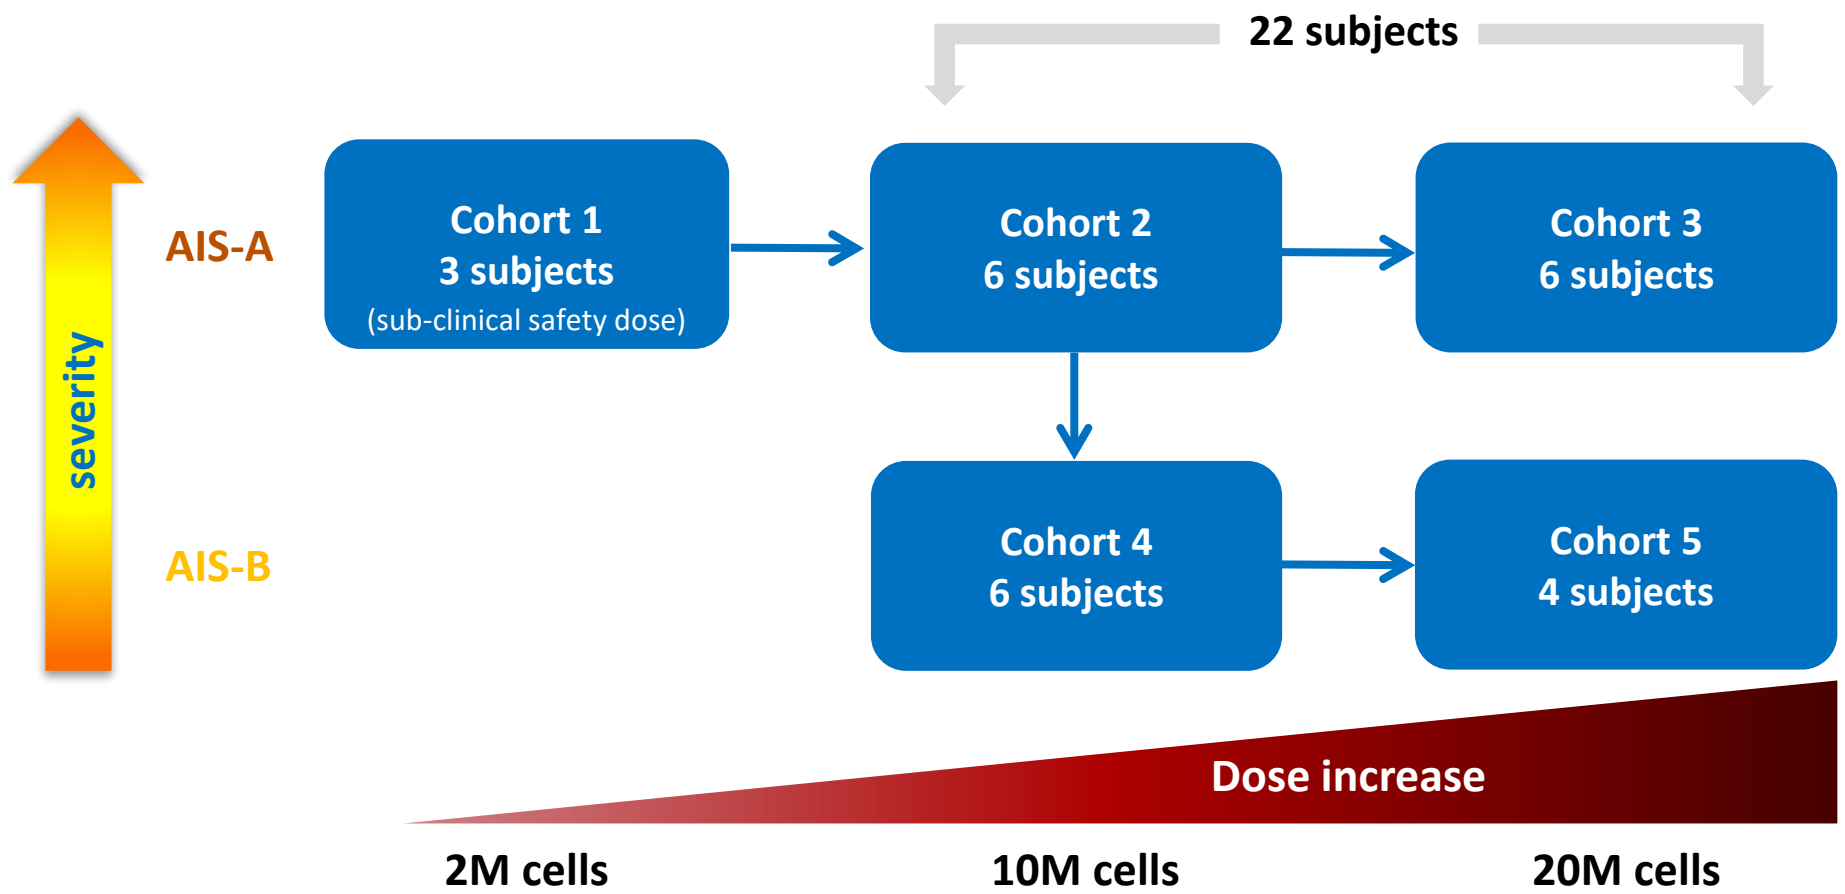 22 subjects
severity
AIS-A
Cohort 1
3 subjects
(sub-clinical safety dose)
Cohort 2
6 subjects
Cohort 3
6 subjects
AIS-B
Cohort 4
6 subjects
Cohort 5
4 subjects
Dose increase
2M cells
10M cells
20M cells